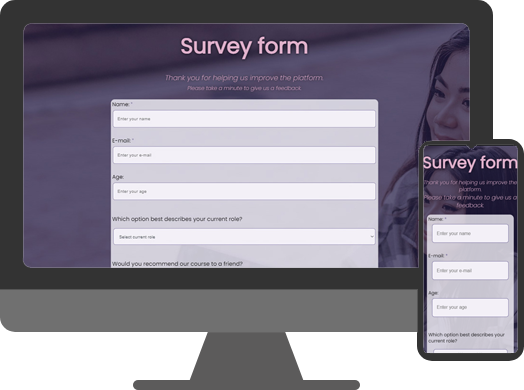 Survey form
Thank you for helping us improve the platform.
Please take a minute to give us a feedback.
Name: *
Enter your name
E-mail: *
Enter your e-mail
Age:
Enter your age
Which option best describes your current role?
Select current role
Would you recommend our course to a friend?
Survey form
Thank you for helping us improve the
platform.
Please take a minute to give us a
feedback.
Name: *
Enter your name
E-mail: *
Enter your e-mail
Age:
Enter your age
Which option best describes your
current role?